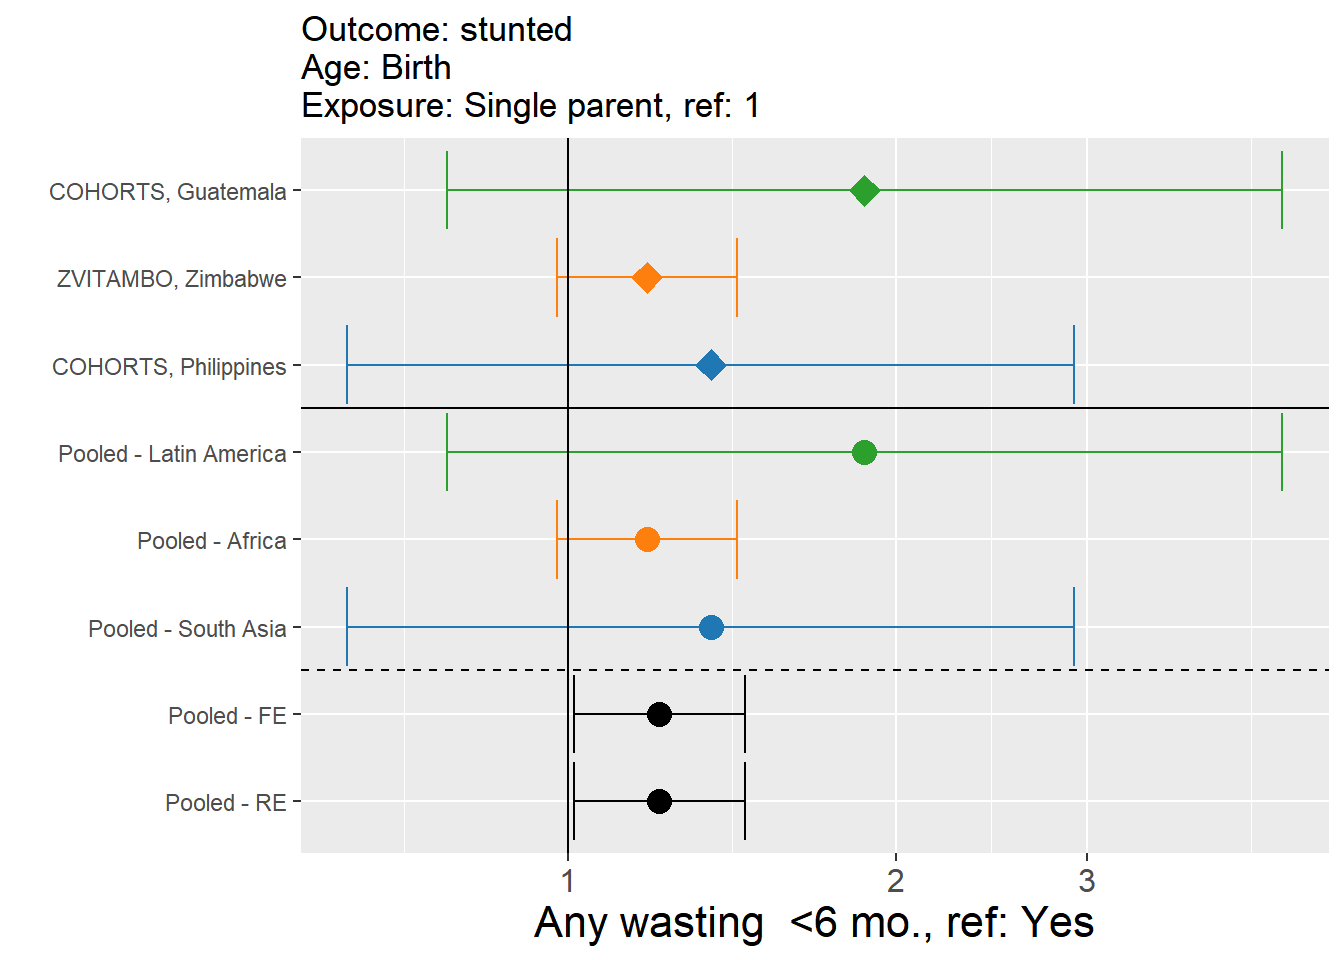 Outcome: stunted
Age: Birth
Exposure: Single parent, ref: 1
COHORTS, Guatemala
ZVITAMBO, Zimbabwe
COHORTS, Philippines
Pooled - Latin America
Pooled - Africa
Pooled - South Asia
Pooled - FE
Pooled - RE
1 2 3
Any wasting  <6 mo., ref: Yes